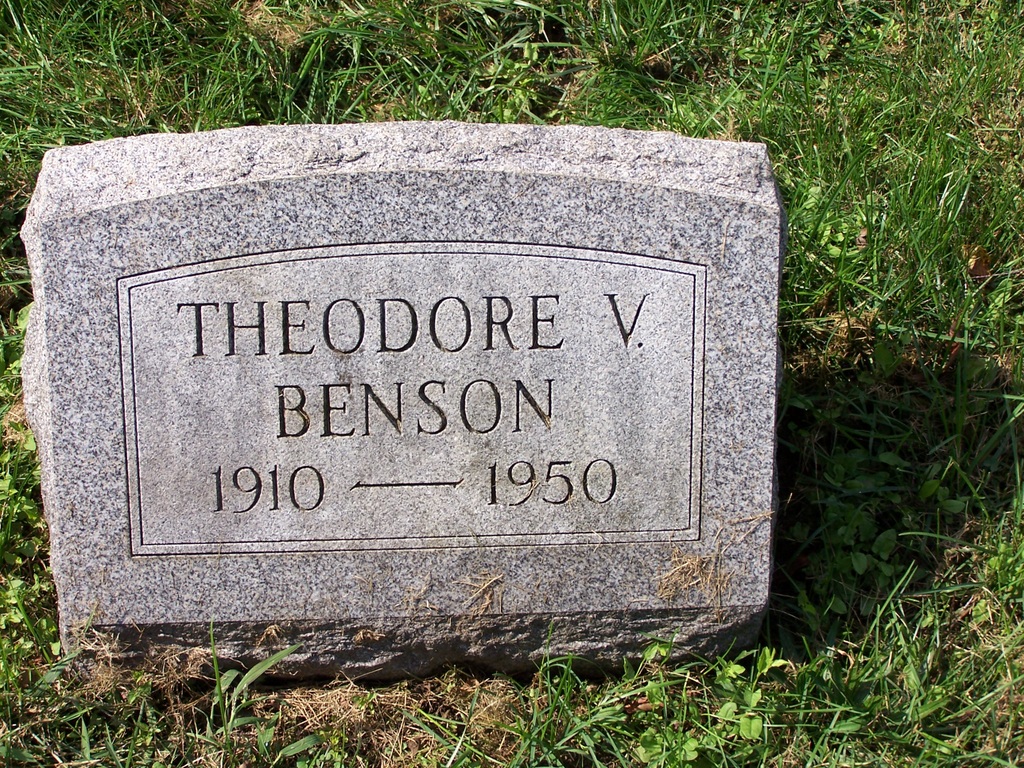 THEODORE V.
BENSON
1910 — 1950